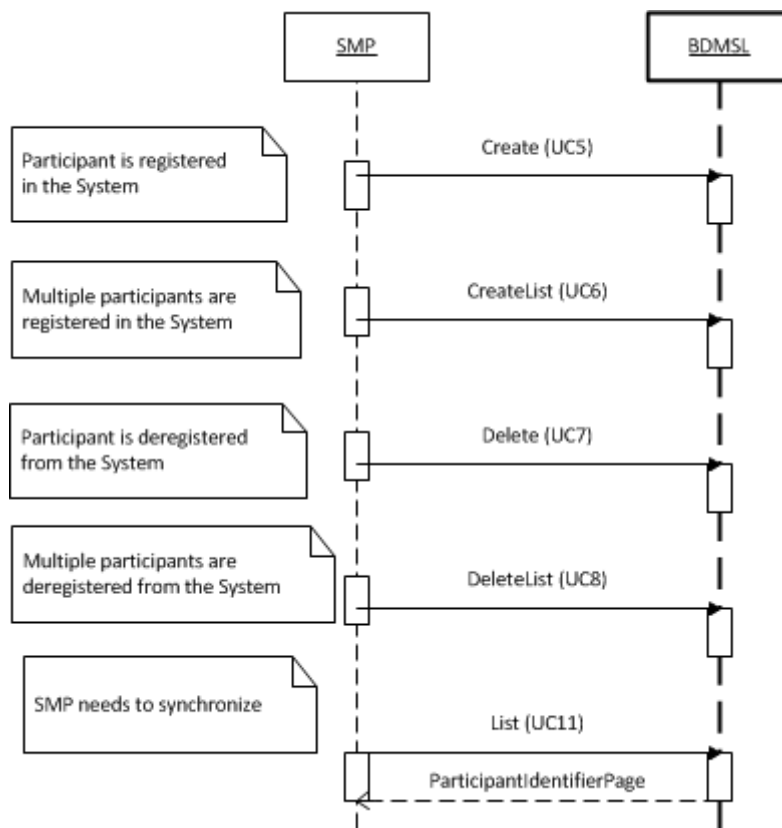 SMP
BDMSL
Participant is registered
in the System
Create (UC5)
Multiple participants are
registered in the System
CreateList (UC6)
Participant is deregistered
from the System
Delete (UC7)
Multiple participants are
deregistered from the System
DeleteList (UC8)
SMP needs to synchronize
List (UC11)
ParticipantIdentifierPage